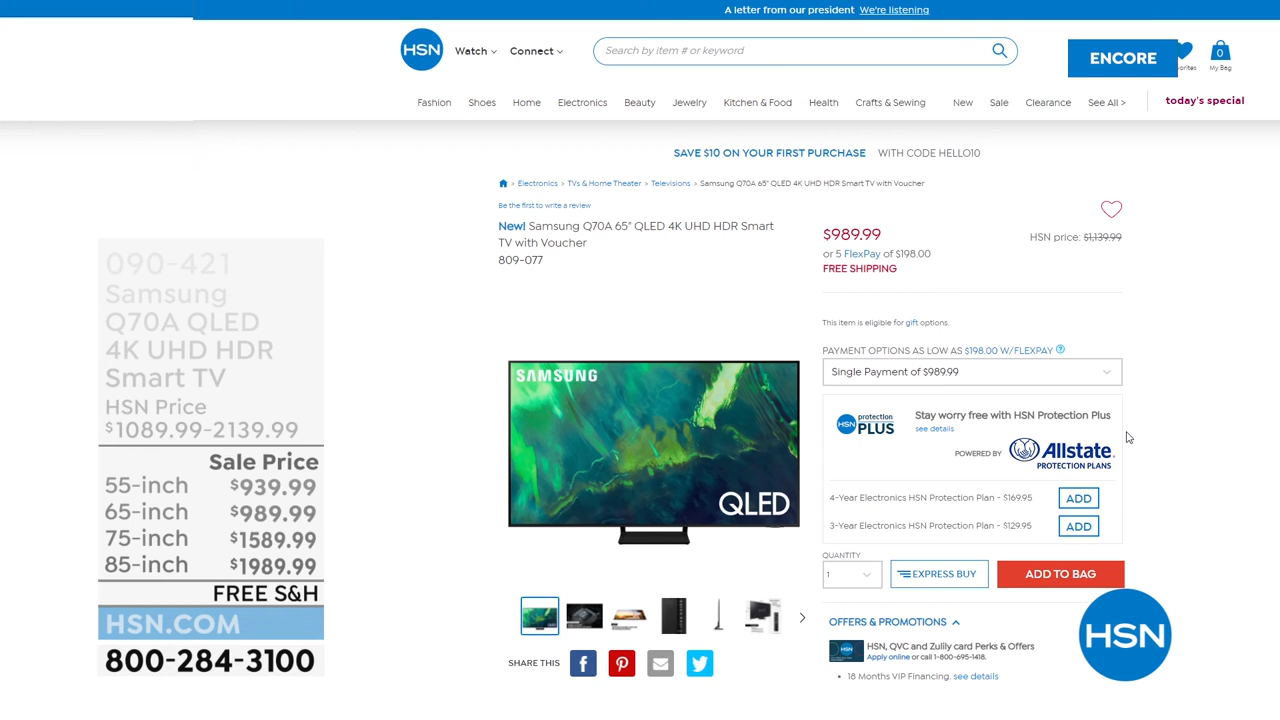 A letter from our president We're listening
HSN
Watch
Connect
Search by item # or keyword
ENCORE
orites
0
My Bag
Fashion
Shoes
Home
Electronics
Beauty
Jewelry
Kitchen & Food
Health
Crafts & Sewing
New
Sale
Clearance
See All >
today's special
SAVE $10 ON YOUR FIRST PURCHASE WITH CODE HELLO10
> Electronics > TVs & Home Theater > Televisions > Samsung Q70A 65" QLED 4K UHD HDR Smart TV with Voucher
Be the first to write a review
New! Samsung Q70A 65" QLED 4K UHD HDR Smart
TV with Voucher
809-077
$989.99
HSN price: $1,139.99
or 5 FlexPay of $198.00
FREE SHIPPING
This item is eligible for gift options.
PAYMENT OPTIONS AS LOW AS $198.00 W/FLEXPAY ?
Single Payment of $989.99
HSN protection PLUS
Stay worry free with HSN Protection Plus
see details
POWERED BY Allstate.
PROTECTION PLANS
4-Year Electronics HSN Protection Plan - $169.95 ADD
3-Year Electronics HSN Protection Plan - $129.95 ADD
QUANTITY
1
EXPRESS BUY
ADD TO BAG
OFFERS & PROMOTIONS
HSN
HSN, QVC and Zulily card Perks & Offers
Apply online or call 1-800-695-1418.
• 18 Months VIP Financing. see details
SAMSUNG
QLED
SHARE THIS
090-421
Samsung
Q70A QLED
4K UHD HDR
Smart TV
HSN Price
$1089.99-2139.99
Sale Price
55-inch $939.99
65-inch $989.99
75-inch $1589.99
85-inch $1989.99
FREE S&H
HSN.COM
800-284-3100
HSN